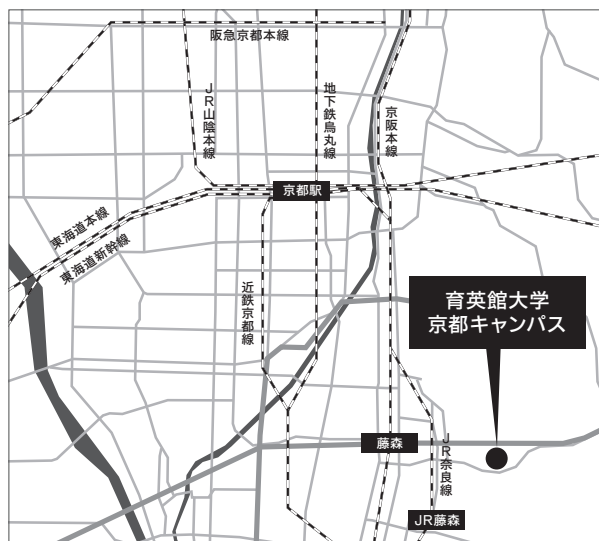 阪急京都本線
JR山陰本線
地下鉄烏丸線
京阪本線
京都駅
東海道本線
東海道新幹線
近鉄京都線
育英館大学
京都キャンパス
藤森
JR奈良線
JR藤森